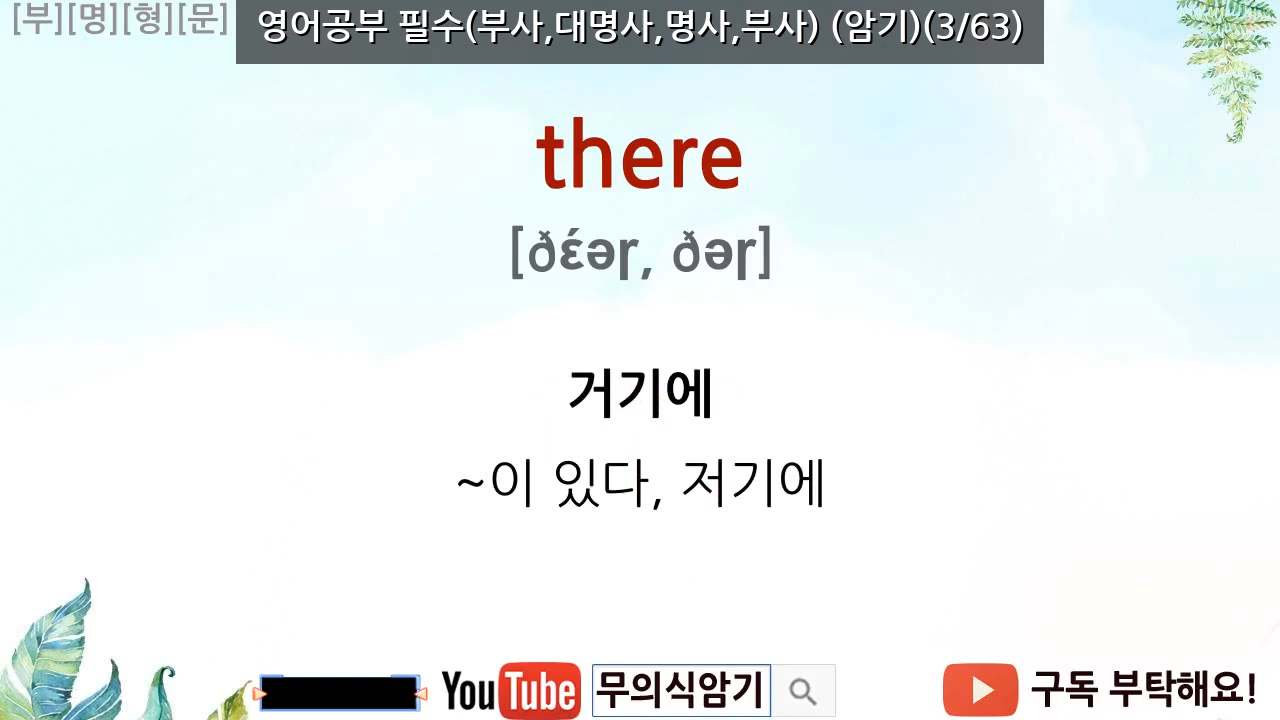 [부][명][형][문]
영어공부 필수(부사,대명사,명사,부사) (암기)(3/63)
there
[ðɛ́əɼ, ðəɼ]
거기에
~이 있다, 저기에
YouTube 무의식암기 구독 부탁해요!